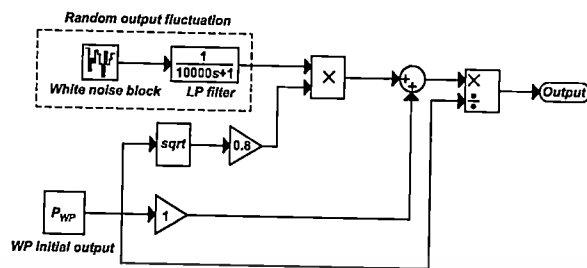 Random output fluctuation
1
10000s+1
White noise block
LP filter
×
+
+
×
÷
Output
sqrt
0.8
P_WP
1
WP initial output